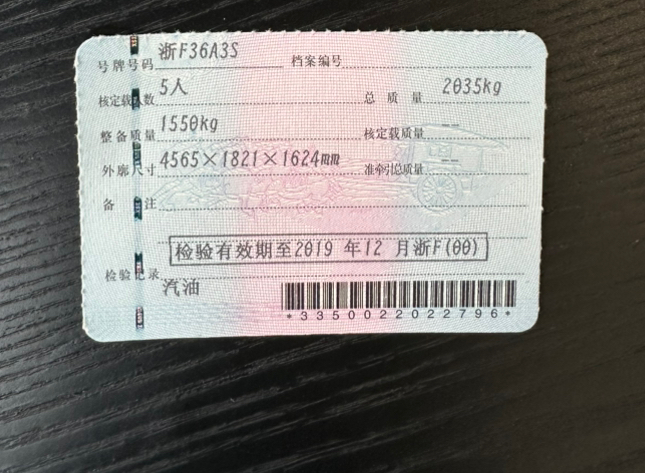 号牌号码 浙F36A3S 档案编号
核定载人数 5人 总质量 2035kg
整备质量 1550kg 核定载质量 --
外廓尺寸 4565×1821×1624mm 准牵引总质量 --
备注
检验有效期至2019 年12 月浙F(00)
检验记录
汽油
*3350022022796*